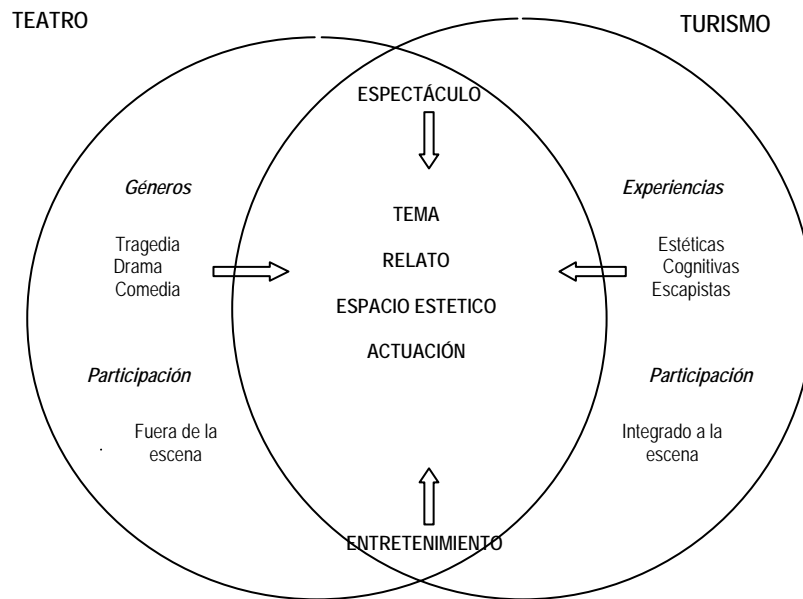 TEATRO
TURISMO
ESPECTÁCULO
Géneros
Tragedia
Drama
Comedia
Participación
Fuera de la
escena
TEMA
RELATO
ESPACIO ESTETICO
ACTUACIÓN
ENTRETENIMIENTO
Experiencias
Estéticas
Cognitivas
Escapistas
Participación
Integrado a la
escena